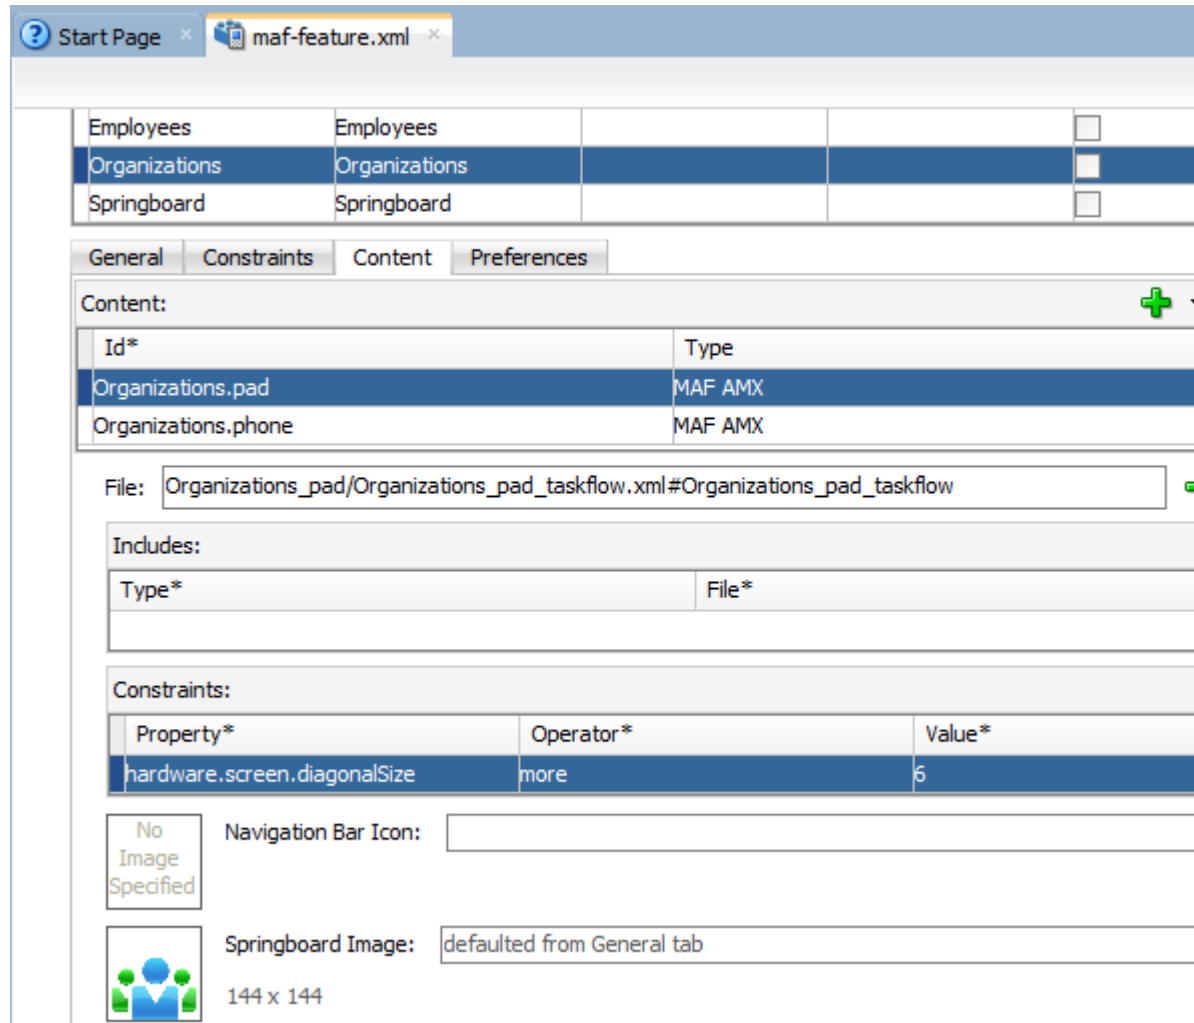 Start Page maf-feature.xml
Employees Employees
Organizations Organizations
Springboard Springboard
General Constraints Content Preferences
Content:
Id* Type
Organizations.pad MAF AMX
Organizations.phone MAF AMX
File: Organizations_pad/Organizations_pad_taskflow.xml#Organizations_pad_taskflow
Includes:
Type* File*
Constraints:
Property* Operator* Value*
hardware.screen.diagonalSize more 6
No
Image
Specified
Navigation Bar Icon:
Springboard Image: defaulted from General tab
144 x 144